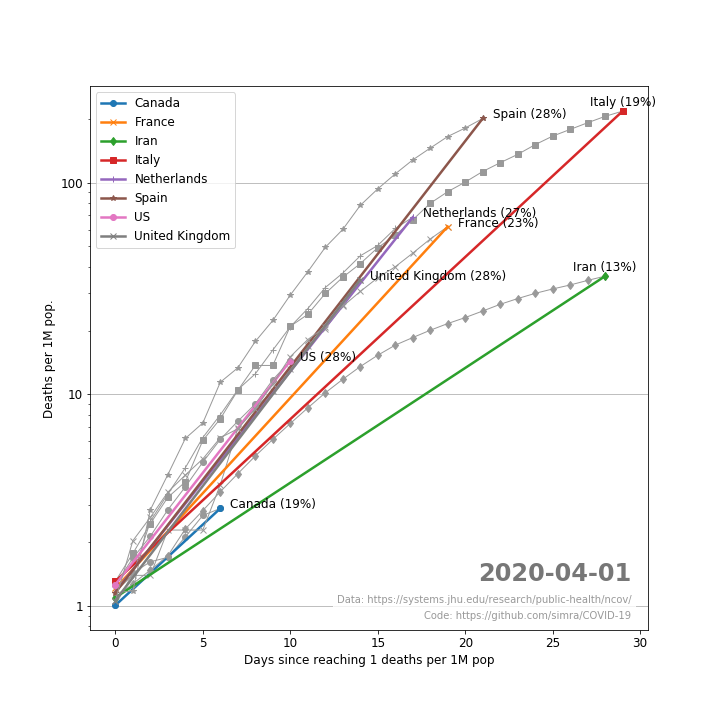 Canada
France
Iran
Italy
Netherlands
Spain
US
United Kingdom
Italy (19%)
Spain (28%)
Netherlands (27%)
France (23%)
Iran (13%)
United Kingdom (28%)
US (28%)
Canada (19%)
100
10
1
Deaths per 1M pop.
2020-04-01
Data: https://systems.jhu.edu/research/public-health/ncov/
Code: https://github.com/simra/COVID-19
0 5 10 15 20 25 30
Days since reaching 1 deaths per 1M pop